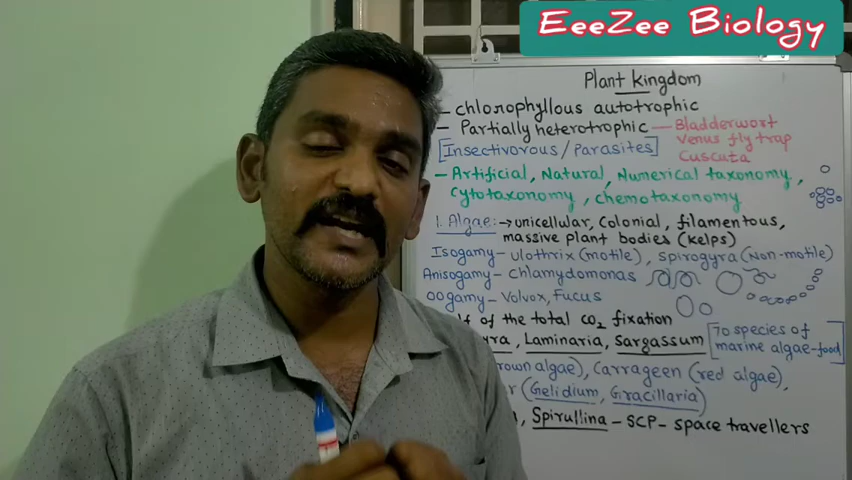 EeeZee Biology
Plant kingdom
- chlorophyllous autotrophic
- Partially heterotrophic - Bladderwort
Venus fly trap
[Insectivorous/Parasites] Cuscuta
- Artificial, Natural, Numerical taxonomy,
Cytotaxonomy, chemotaxonomy
1. Algae:- → unicellular, Colonial, filamentous,
massive plant bodies (kelps)
Isogamy - ulothrix (motile), spirogyra (Non-motile)
Anisogamy - Chlamydomonas
oogamy - Volvox, Fucus
of the total CO2 fixation
, Laminaria, Sargassum [70 species of
marine algae-food]
algae), Carrageen (red algae),
(Gelidium, Gracillaria)
, Spirullina - SCP - space travellers